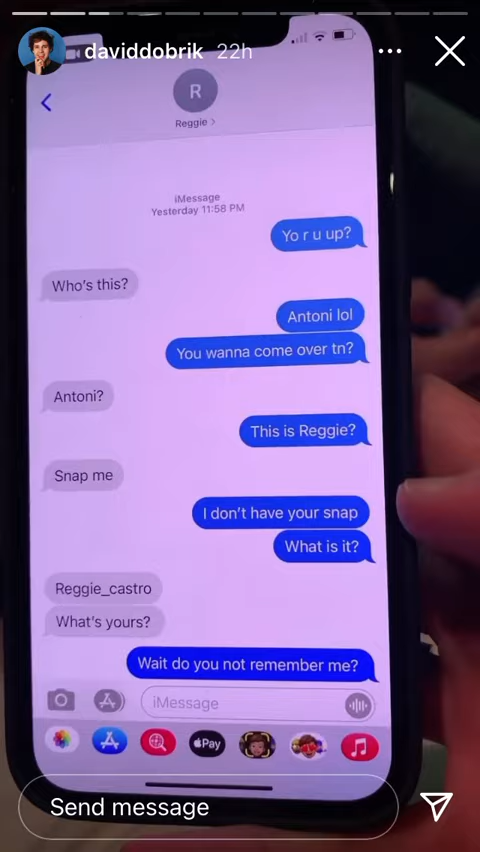 daviddobrik 22h
R
Reggie >
iMessage
Yesterday 11:58 PM
Yo r u up?
Who's this?
Antoni lol
You wanna come over tn?
Antoni?
This is Reggie?
Snap me
I don't have your snap
What is it?
Reggie_castro
What's yours?
Wait do you not remember me?
iMessage
Pay
Send message